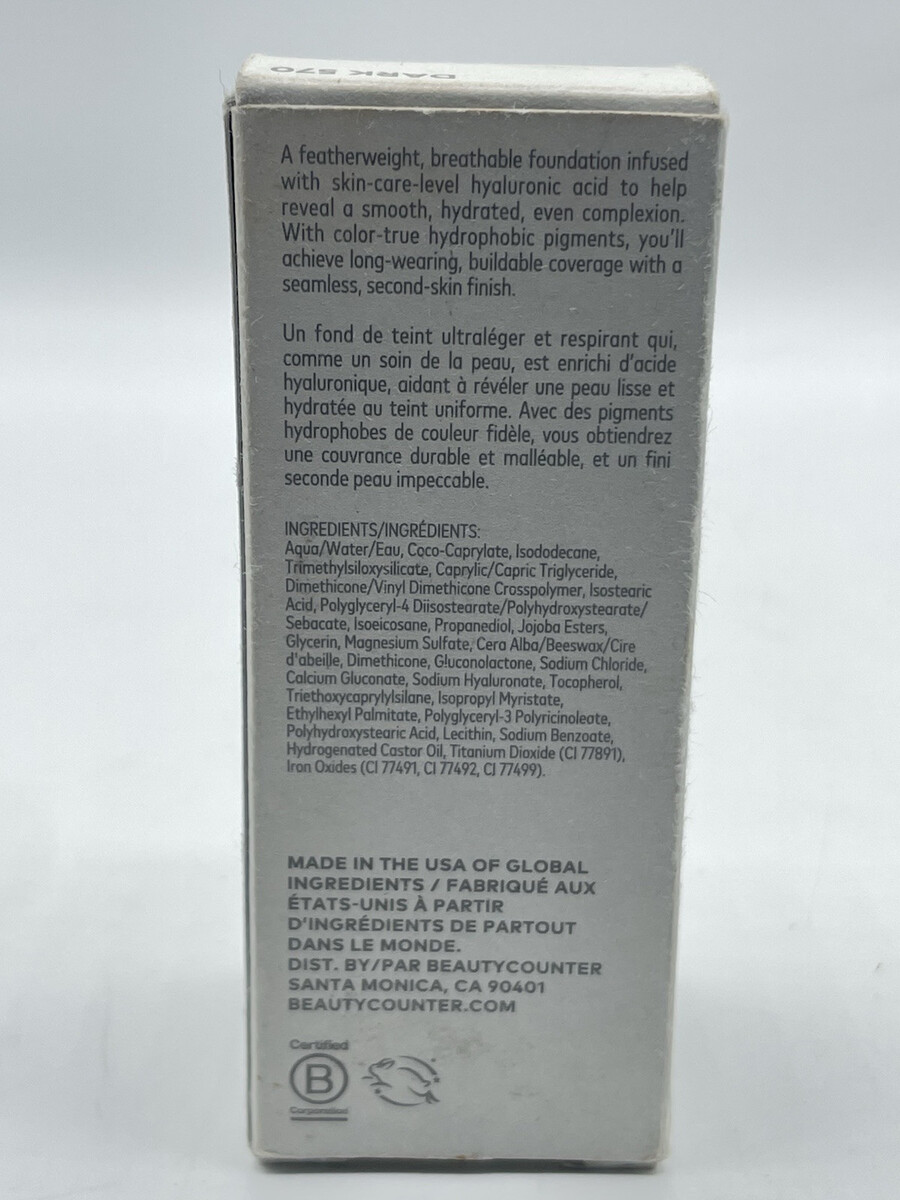 DARK 570
A featherweight, breathable foundation infused
with skin-care-level hyaluronic acid to help
reveal a smooth, hydrated, even complexion.
With color-true hydrophobic pigments, you'll
achieve long-wearing, buildable coverage with a
seamless, second-skin finish.
Un fond de teint ultraléger et respirant qui,
comme un soin de la peau, est enrichi d'acide
hyaluronique, aidant à révéler une peau lisse et
hydratée au teint uniforme. Avec des pigments
hydrophobes de couleur fidèle, vous obtiendrez
une couvrance durable et malléable, et un fini
seconde peau impeccable.
INGREDIENTS/INGRÉDIENTS:
Aqua/Water/Eau, Coco-Caprylate, Isododecane,
Trimethylsiloxysilicate, Caprylic/Capric Triglyceride,
Dimethicone/Vinyl Dimethicone Crosspolymer, Isostearic
Acid, Polyglyceryl-4 Diisostearate/Polyhydroxystearate/
Sebacate, Isoeicosane, Propanediol, Jojoba Esters,
Glycerin, Magnesium Sulfate, Cera Alba/Beeswax/Cire
d'abeille, Dimethicone, Gluconolactone, Sodium Chloride,
Calcium Gluconate, Sodium Hyaluronate, Tocopherol,
Triethoxycaprylylsilane, Isopropyl Myristate,
Ethylhexyl Palmitate, Polyglyceryl-3 Polyricinoleate,
Polyhydroxystearic Acid, Lecithin, Sodium Benzoate,
Hydrogenated Castor Oil, Titanium Dioxide (CI 77891),
Iron Oxides (CI 77491, CI 77492, CI 77499).
MADE IN THE USA OF GLOBAL
INGREDIENTS / FABRIQUÉ AUX
ÉTATS-UNIS À PARTIR
D'INGRÉDIENTS DE PARTOUT
DANS LE MONDE.
DIST. BY/PAR BEAUTYCOUNTER
SANTA MONICA, CA 90401
BEAUTYCOUNTER.COM
Certified
B
Corporation